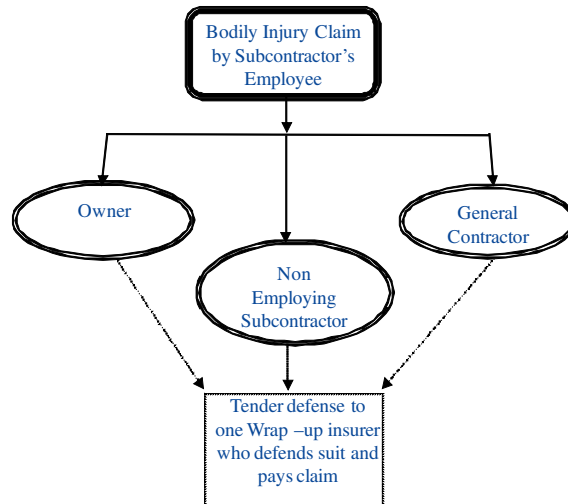 Bodily Injury Claim
by Subcontractor's
Employee
Owner
General
Contractor
Non
Employing
Subcontractor
Tender defense to
one Wrap –up insurer
who defends suit and
pays claim